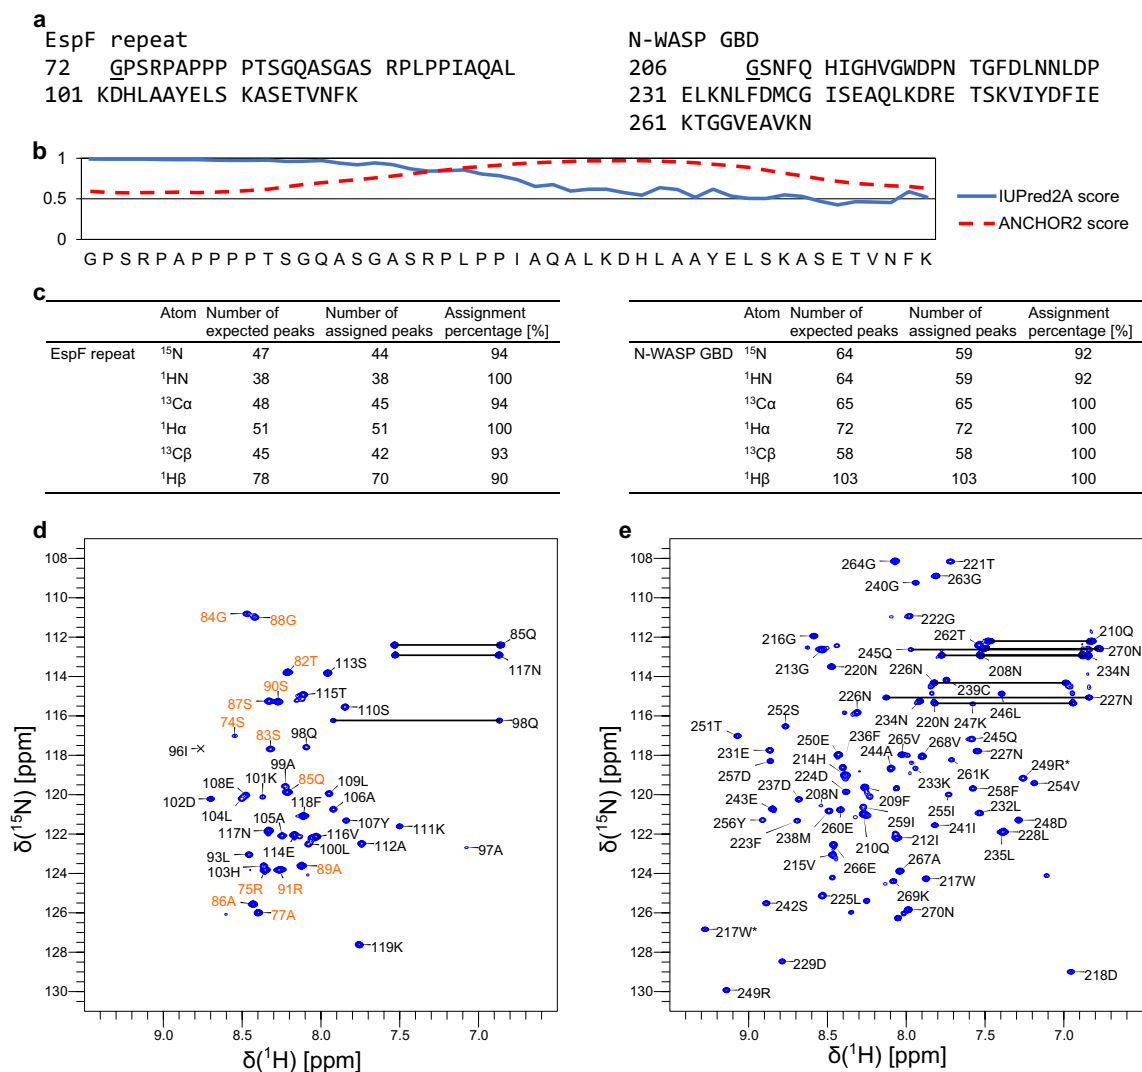 a
EspF repeat
72 GPSRPAPPP PTSGQASGAS RPLPPIAQAL
101 KDHLAAYELS KASETVNFK
N-WASP GBD
206 GSNFQ HIGHVGWDPN TGFDLNNLDP
231 ELKNLFDMCG ISEAQLKDRE TSKVIYDFIE
261 KTGGVEAVKN
b
1
0.5
0
G P S R P A P P P P T S G Q A S G A S R P L P P I A Q A L K D H L A A Y E L S K A S E T V N F K
IUPred2A score
ANCHOR2 score
c
Atom Number of expected peaks Number of assigned peaks Assignment percentage [%]
EspF repeat ¹⁵N 47 44 94
¹HN 38 38 100
¹³Cα 48 45 94
¹Hα 51 51 100
¹³Cβ 45 42 93
¹Hβ 78 70 90
Atom Number of expected peaks Number of assigned peaks Assignment percentage [%]
N-WASP GBD ¹⁵N 64 59 92
¹HN 64 59 92
¹³Cα 65 65 100
¹Hα 72 72 100
¹³Cβ 58 58 100
¹Hβ 103 103 100
d
108
110
112
114
116
118
120
122
124
126
128
130
δ(¹⁵N) [ppm]
84G
88G
85Q
117N
82T
113S
90S
87S
115T
110S
74S
98Q
83S
98Q
96I
99A
85Q
108E
101K
109L
102D
118F
106A
104L
105A
107Y
111K
117N
116V
114E
100L
112A
97A
93L
103H
89A
75R
91R
86A
77A
119K
9.0 8.5 8.0 7.5 7.0
δ(¹H) [ppm]
e
108
110
112
114
116
118
120
122
124
126
128
130
δ(¹⁵N) [ppm]
264G
221T
240G
263G
222G
216G
262T
210Q
245Q
270N
213G
220N
226N
208N
234N
239C
226N
252S
234N
220N
247K
246L
227N
251T
236F
265V
245Q
231E
250E
268V
227N
214H
244A
257D
261K
249R*
224D
233K
237D
208N
209F
258F
254V
243E
255I
232L
248D
256Y
259I
223F
238M
260E
241I
228L
210Q
212I
235L
215V
266E
267A
217W
269K
242S
225L
270N
217W*
229D
218D
249R
9.0 8.5 8.0 7.5 7.0
δ(¹H) [ppm]